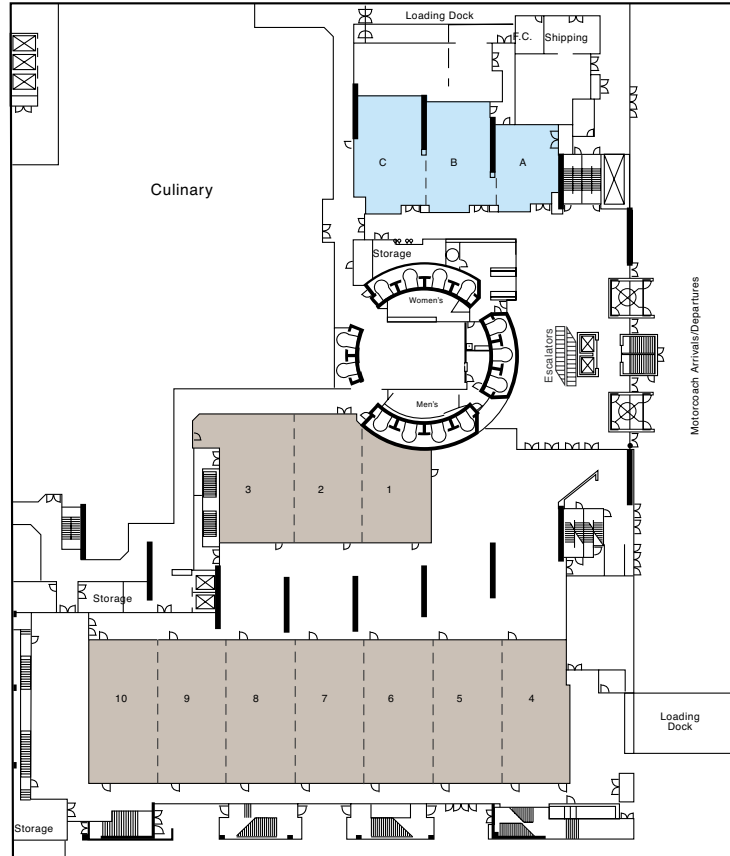 Loading Dock
F.C.
Shipping
C
B
A
Culinary
Storage
Women's
Escalators
Motorcoach Arrivals/Departures
Men's
3
2
1
Storage
10
9
8
7
6
5
4
Loading
Dock
Storage